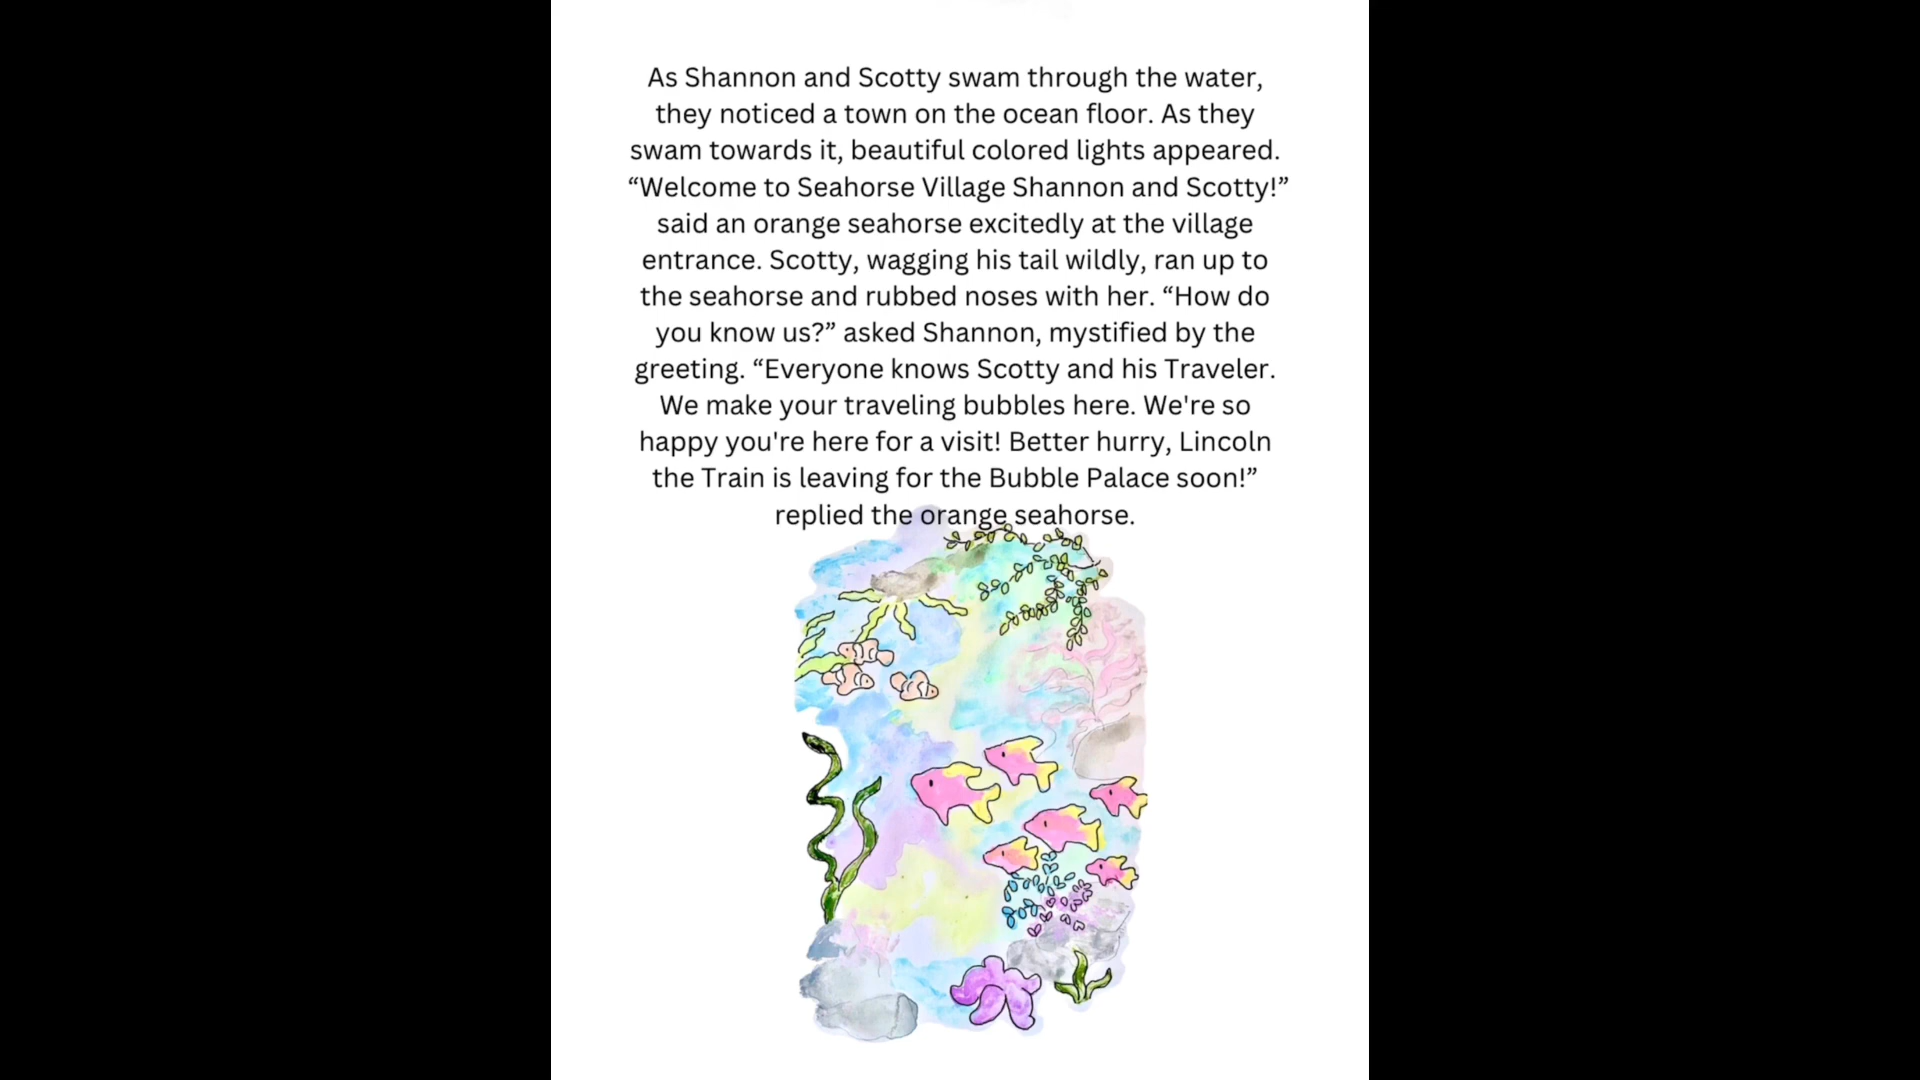 As Shannon and Scotty swam through the water,
they noticed a town on the ocean floor. As they
swam towards it, beautiful colored lights appeared.
“Welcome to Seahorse Village Shannon and Scotty!”
said an orange seahorse excitedly at the village
entrance. Scotty, wagging his tail wildly, ran up to
the seahorse and rubbed noses with her. “How do
you know us?” asked Shannon, mystified by the
greeting. “Everyone knows Scotty and his Traveler.
We make your traveling bubbles here. We're so
happy you're here for a visit! Better hurry, Lincoln
the Train is leaving for the Bubble Palace soon!”
replied the orange seahorse.